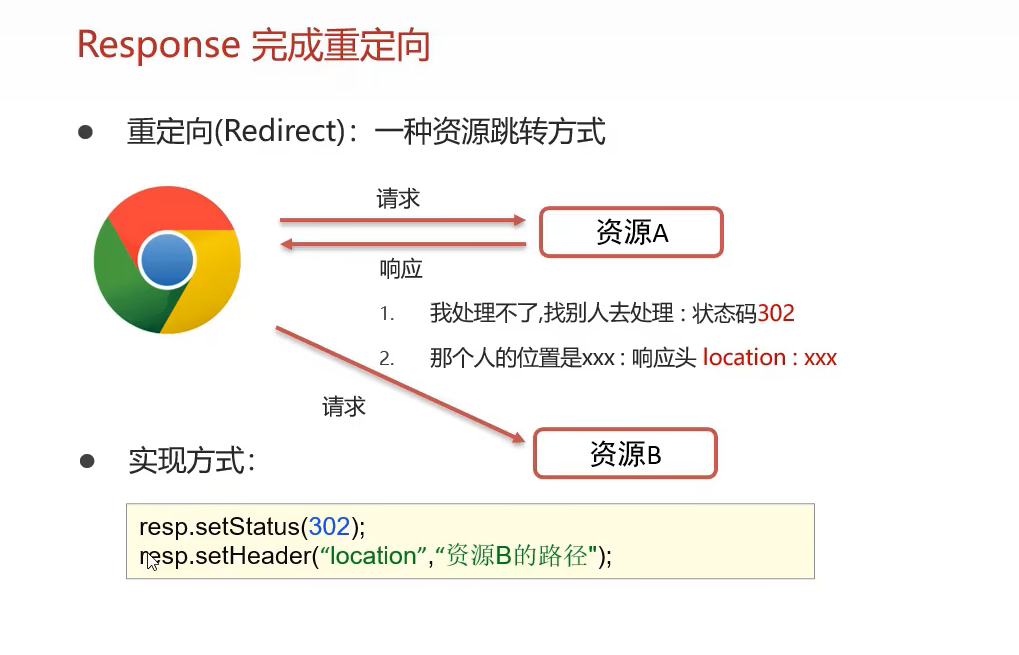 Response 完成重定向
● 重定向(Redirect)：一种资源跳转方式
请求
资源A
响应
1. 我处理不了,找别人去处理 : 状态码302
2. 那个人的位置是xxx : 响应头 location : xxx
请求
资源B
● 实现方式：
resp.setStatus(302);
resp.setHeader(“location”,“资源B的路径");